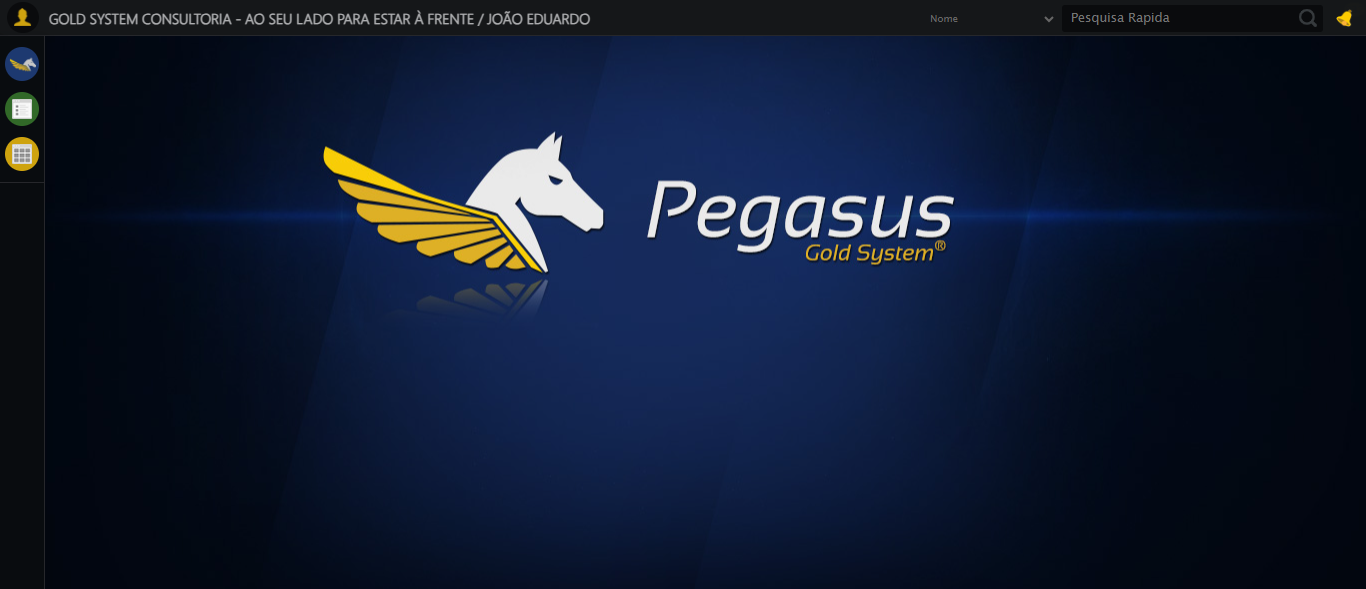 GOLD SYSTEM CONSULTORIA - AO SEU LADO PARA ESTAR À FRENTE / JOÃO EDUARDO
Nome
Pesquisa Rapida
Pegasus
Gold System®